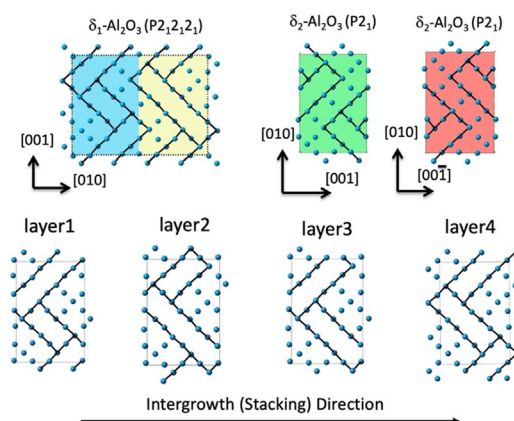 δ₁-Al₂O₃ (P2₁2₁2₁) δ₂-Al₂O₃ (P2₁) δ₂-Al₂O₃ (P2₁)
[001] [010] [010]
[010] [001] [001̅]
layer1 layer2 layer3 layer4
Intergrowth (Stacking) Direction